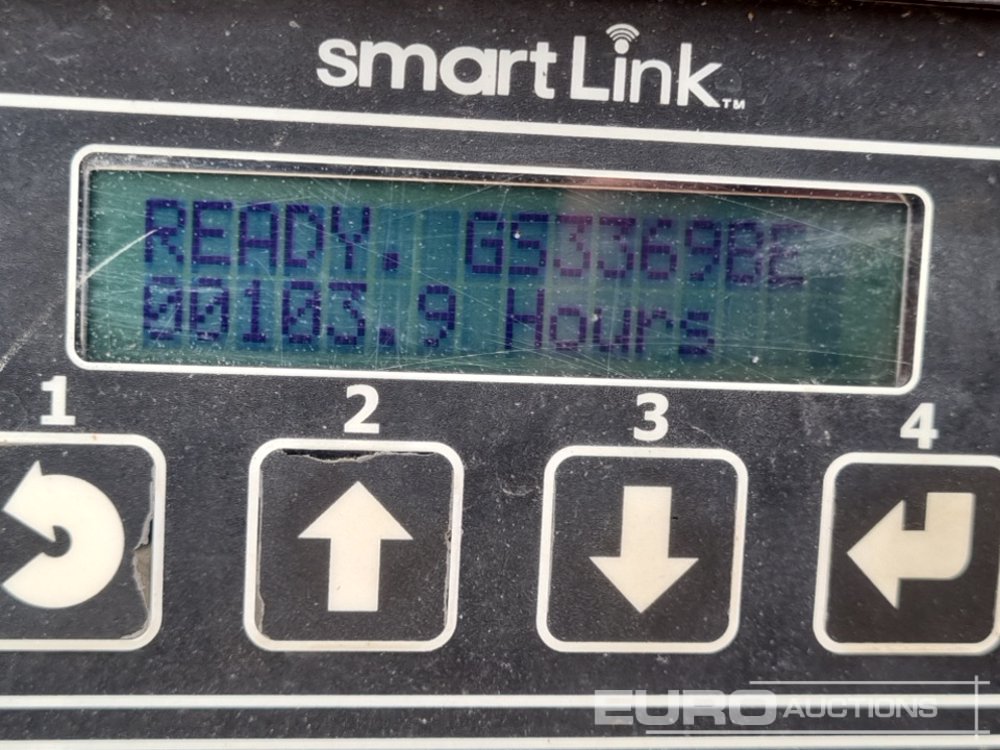 smart Link™
READY. GS3369BE
00103.9 Hours
1 2 3 4
EURO AUCTIONS